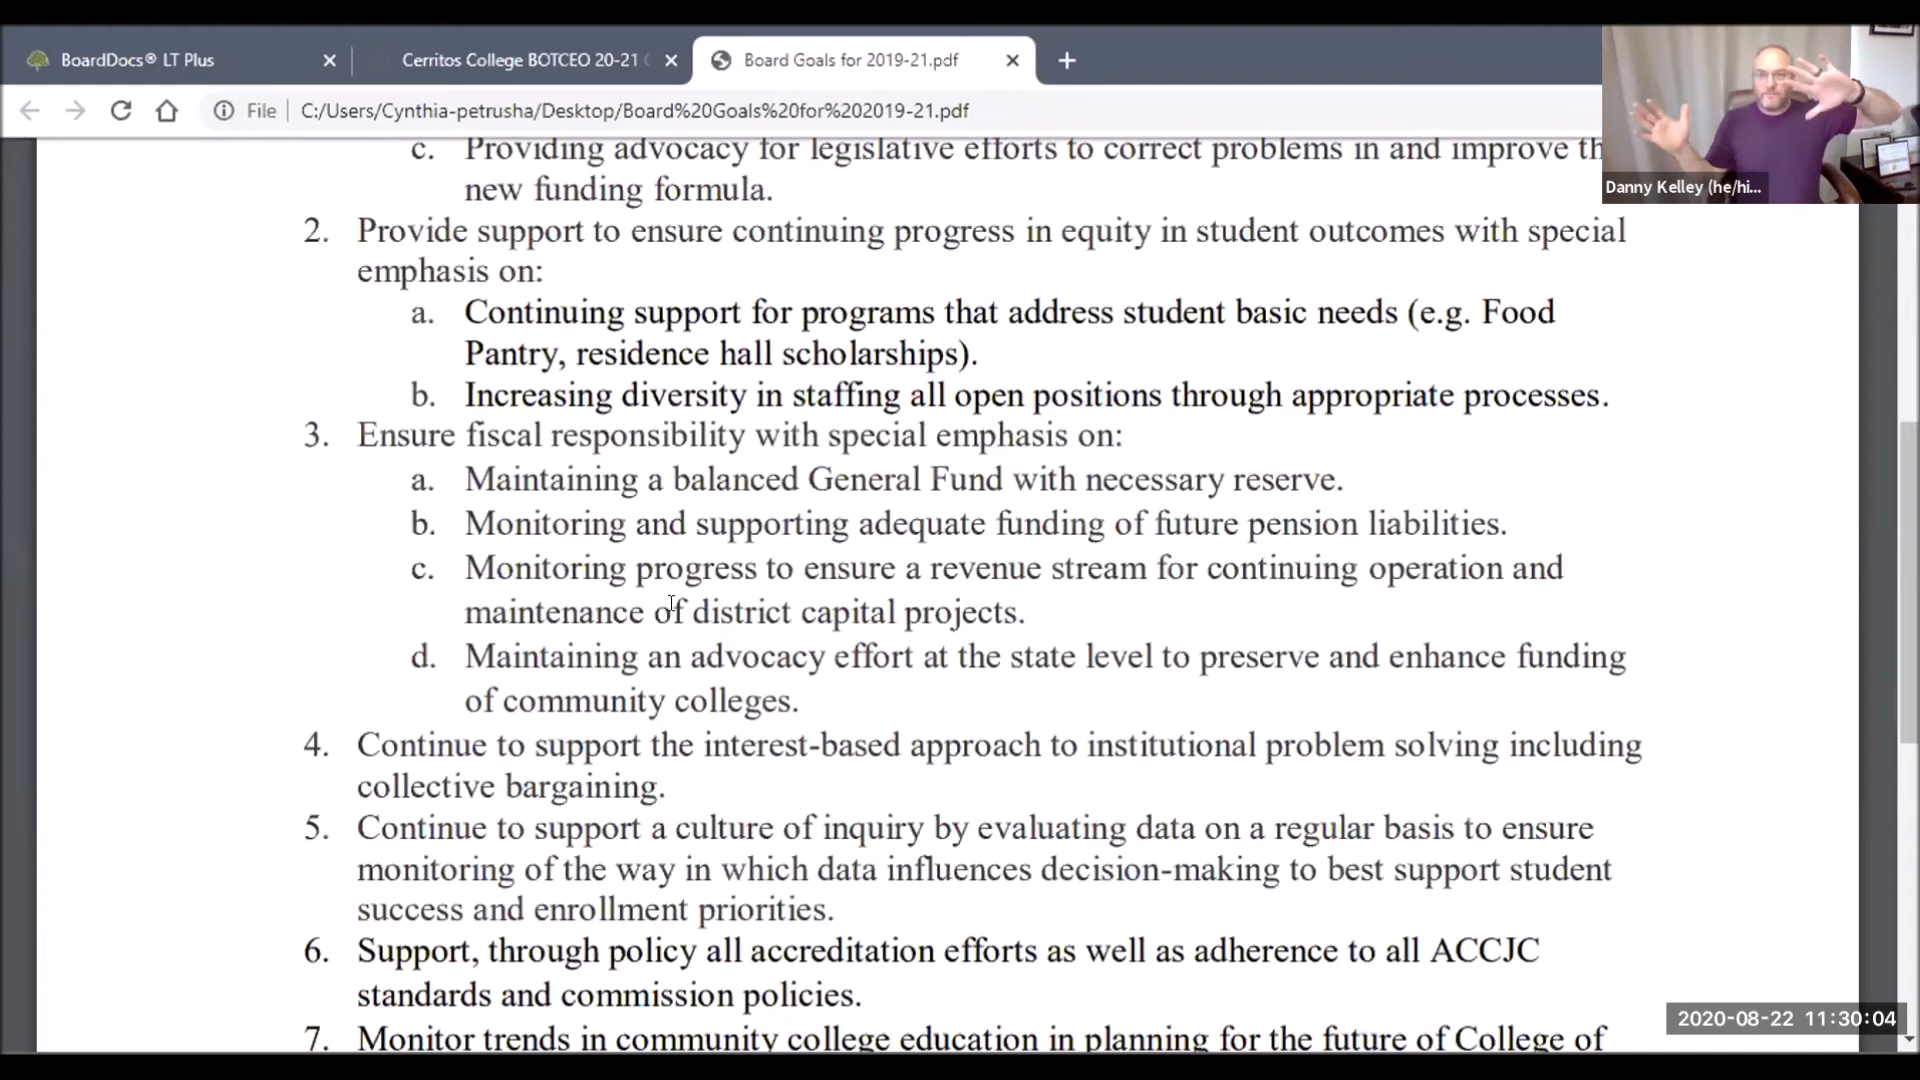 BoardDocs® LT Plus
Cerritos College BOTCEO 20-21
Board Goals for 2019-21.pdf
File C:/Users/Cynthia-petrusha/Desktop/Board%20Goals%20for%202019-21.pdf
Danny Kelley (he/hi...
c. Providing advocacy for legislative efforts to correct problems in and improve th
new funding formula.
2. Provide support to ensure continuing progress in equity in student outcomes with special
emphasis on:
a. Continuing support for programs that address student basic needs (e.g. Food
Pantry, residence hall scholarships).
b. Increasing diversity in staffing all open positions through appropriate processes.
3. Ensure fiscal responsibility with special emphasis on:
a. Maintaining a balanced General Fund with necessary reserve.
b. Monitoring and supporting adequate funding of future pension liabilities.
c. Monitoring progress to ensure a revenue stream for continuing operation and
maintenance of district capital projects.
d. Maintaining an advocacy effort at the state level to preserve and enhance funding
of community colleges.
4. Continue to support the interest-based approach to institutional problem solving including
collective bargaining.
5. Continue to support a culture of inquiry by evaluating data on a regular basis to ensure
monitoring of the way in which data influences decision-making to best support student
success and enrollment priorities.
6. Support, through policy all accreditation efforts as well as adherence to all ACCJC
standards and commission policies.
7. Monitor trends in community college education in planning for the future of College of
2020-08-22 11:30:04